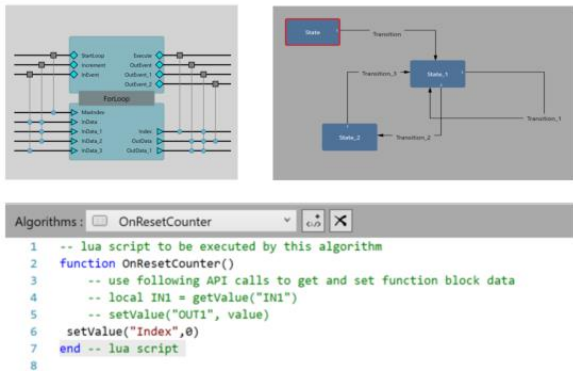 StartLoop Execute
Increment OutEvent
InEvent OutEvent_1
OutEvent_2
ForLoop
MaxIndex
InData
InData_1 Index
InData_2 OutData
InData_3 OutData_1
State
Transition
Transition_3
State_1
Transition_1
State_2
Transition_2
Algorithms : OnResetCounter
1 -- lua script to be executed by this algorithm
2 function OnResetCounter()
3 -- use following API calls to get and set function block data
4 -- local IN1 = getValue("IN1")
5 -- setValue("OUT1", value)
6 setValue("Index",0)
7 end -- lua script
8